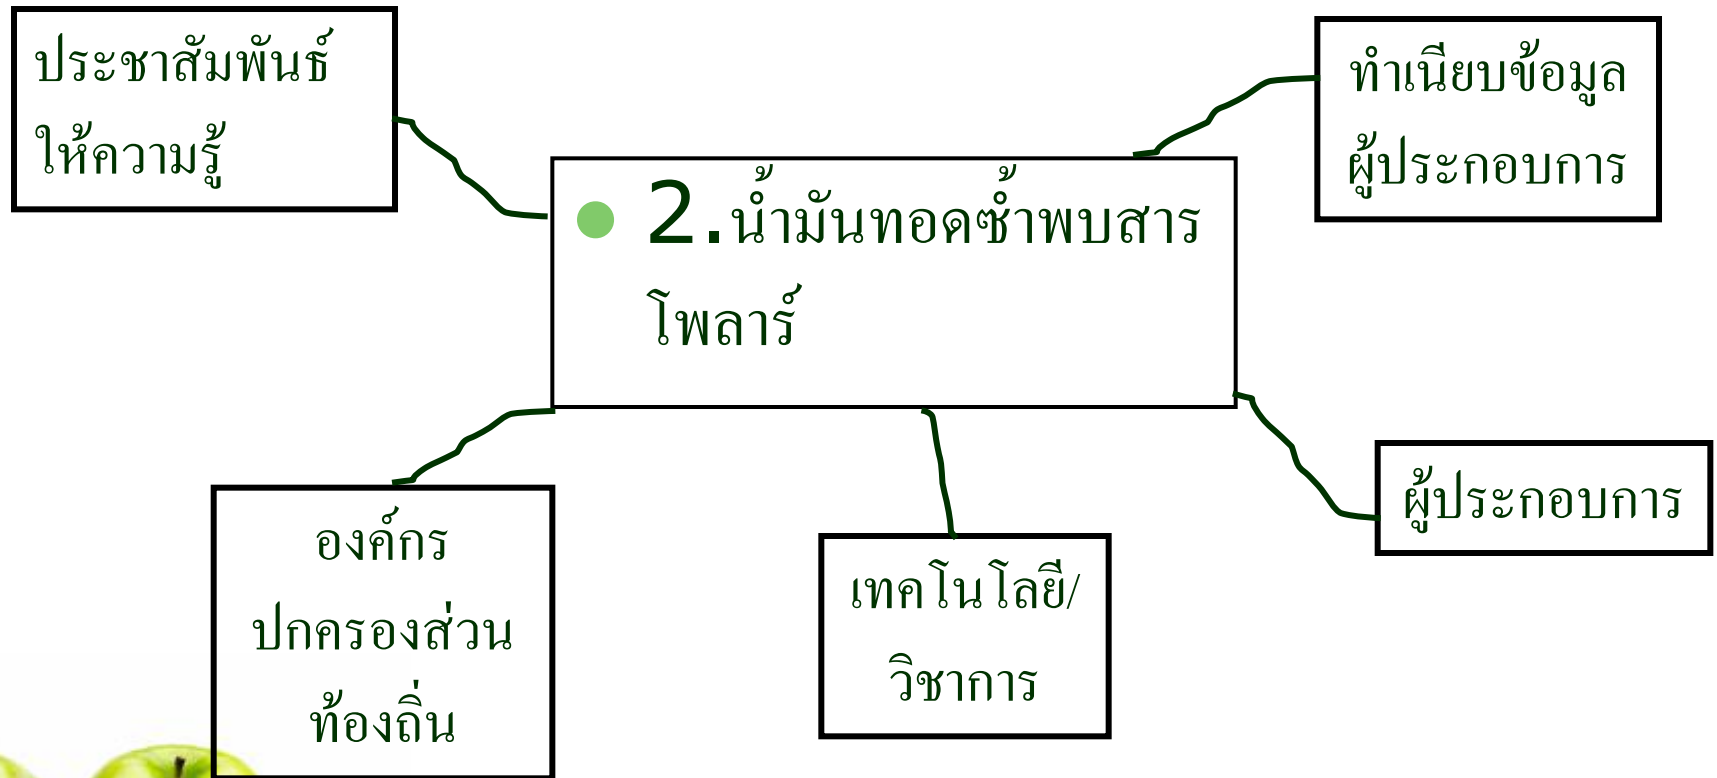 ประชาสัมพันธ์
ให้ความรู้
ทำเนียบข้อมูล
ผู้ประกอบการ
2.น้ำมันทอดซ้ำพบสาร
โพลาร์
องค์กร
ปกครองส่วน
ท้องถิ่น
เทคโนโลยี/
วิชาการ
ผู้ประกอบการ